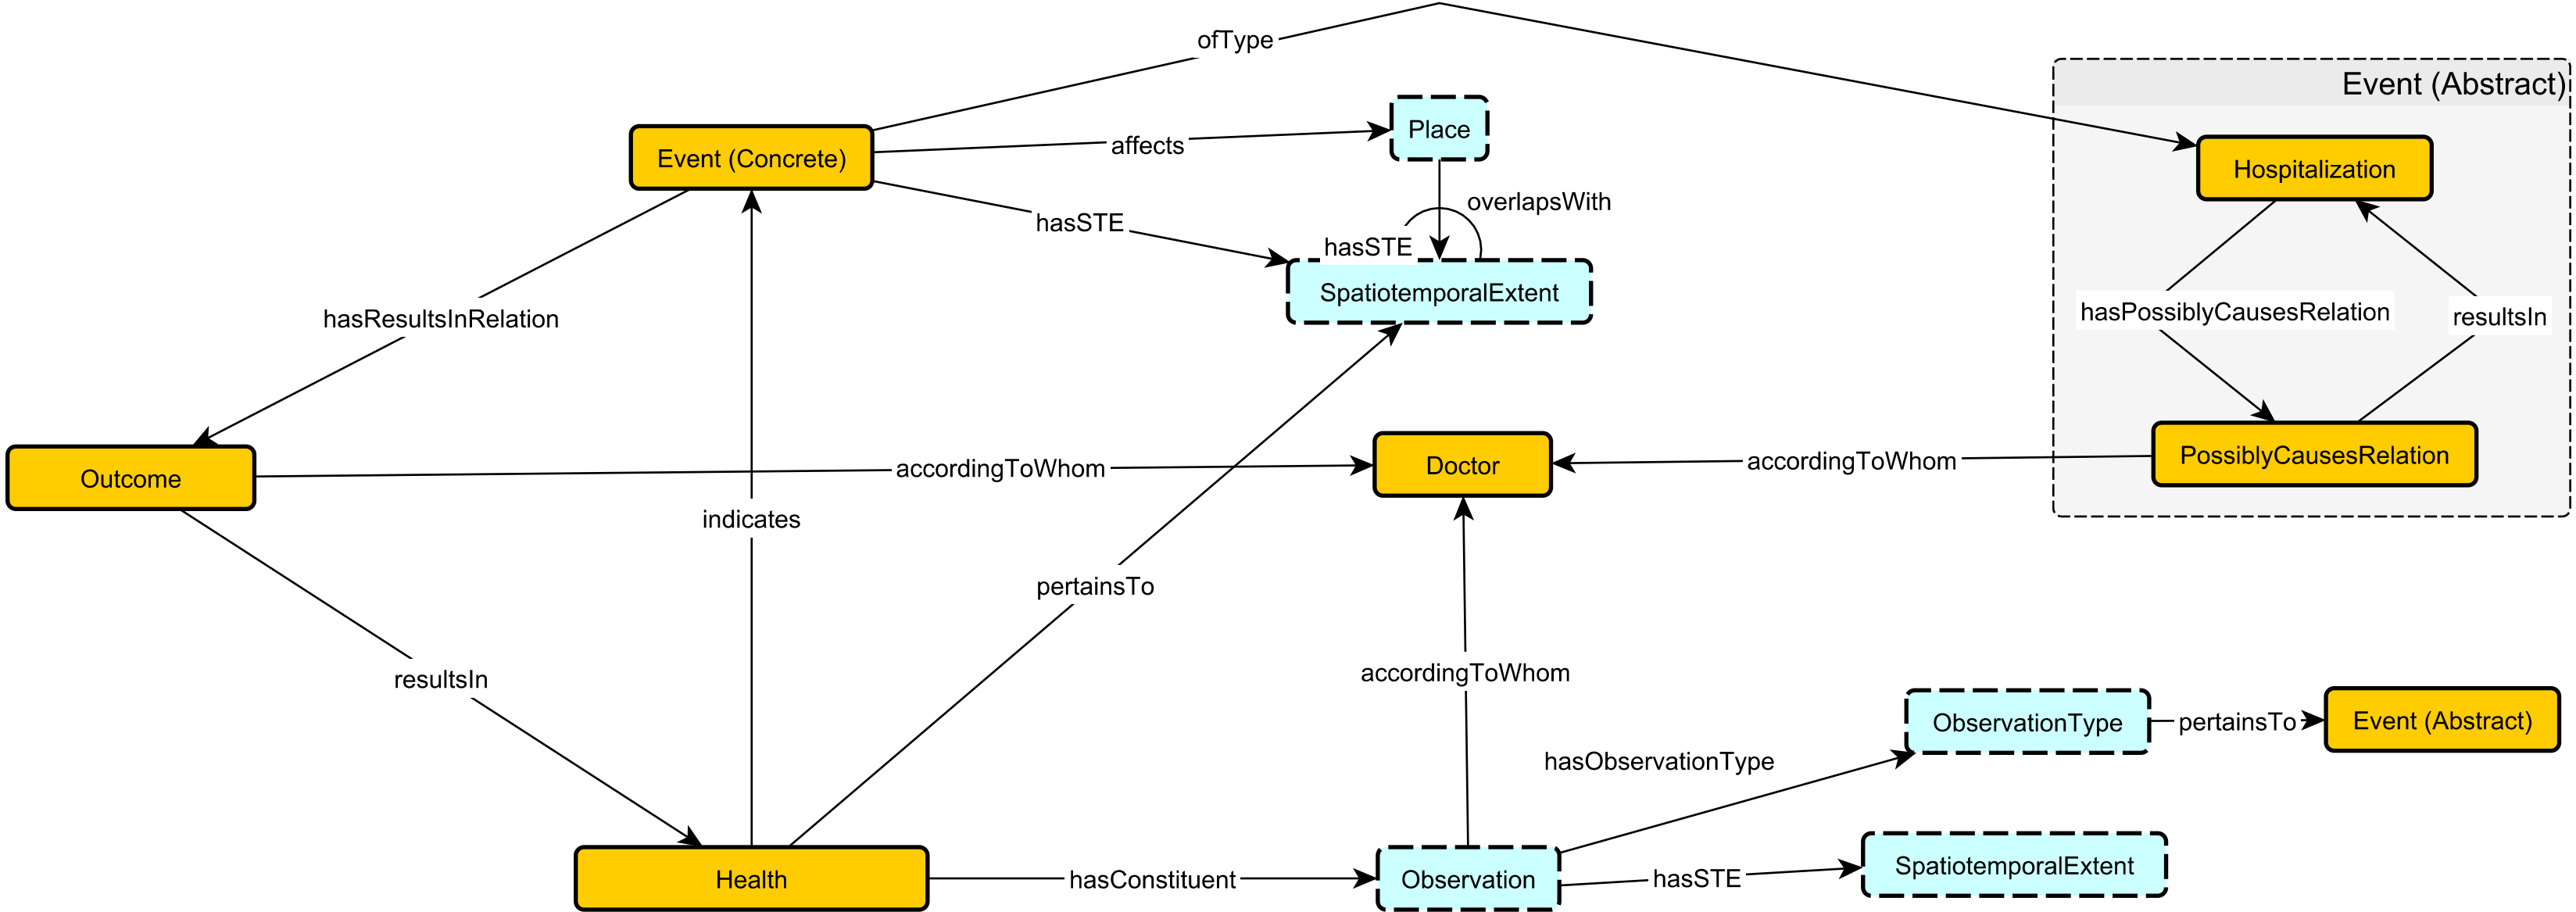 ofType
Event (Abstract)
Place
Event (Concrete)
affects
Hospitalization
overlapsWith
hasSTE
hasSTE
SpatiotemporalExtent
hasResultsInRelation
hasPossiblyCausesRelation
resultsIn
Outcome
accordingToWhom
Doctor
accordingToWhom
PossiblyCausesRelation
indicates
pertainsTo
resultsIn
accordingToWhom
ObservationType
pertainsTo
Event (Abstract)
hasObservationType
Health
hasConstituent
Observation
hasSTE
SpatiotemporalExtent